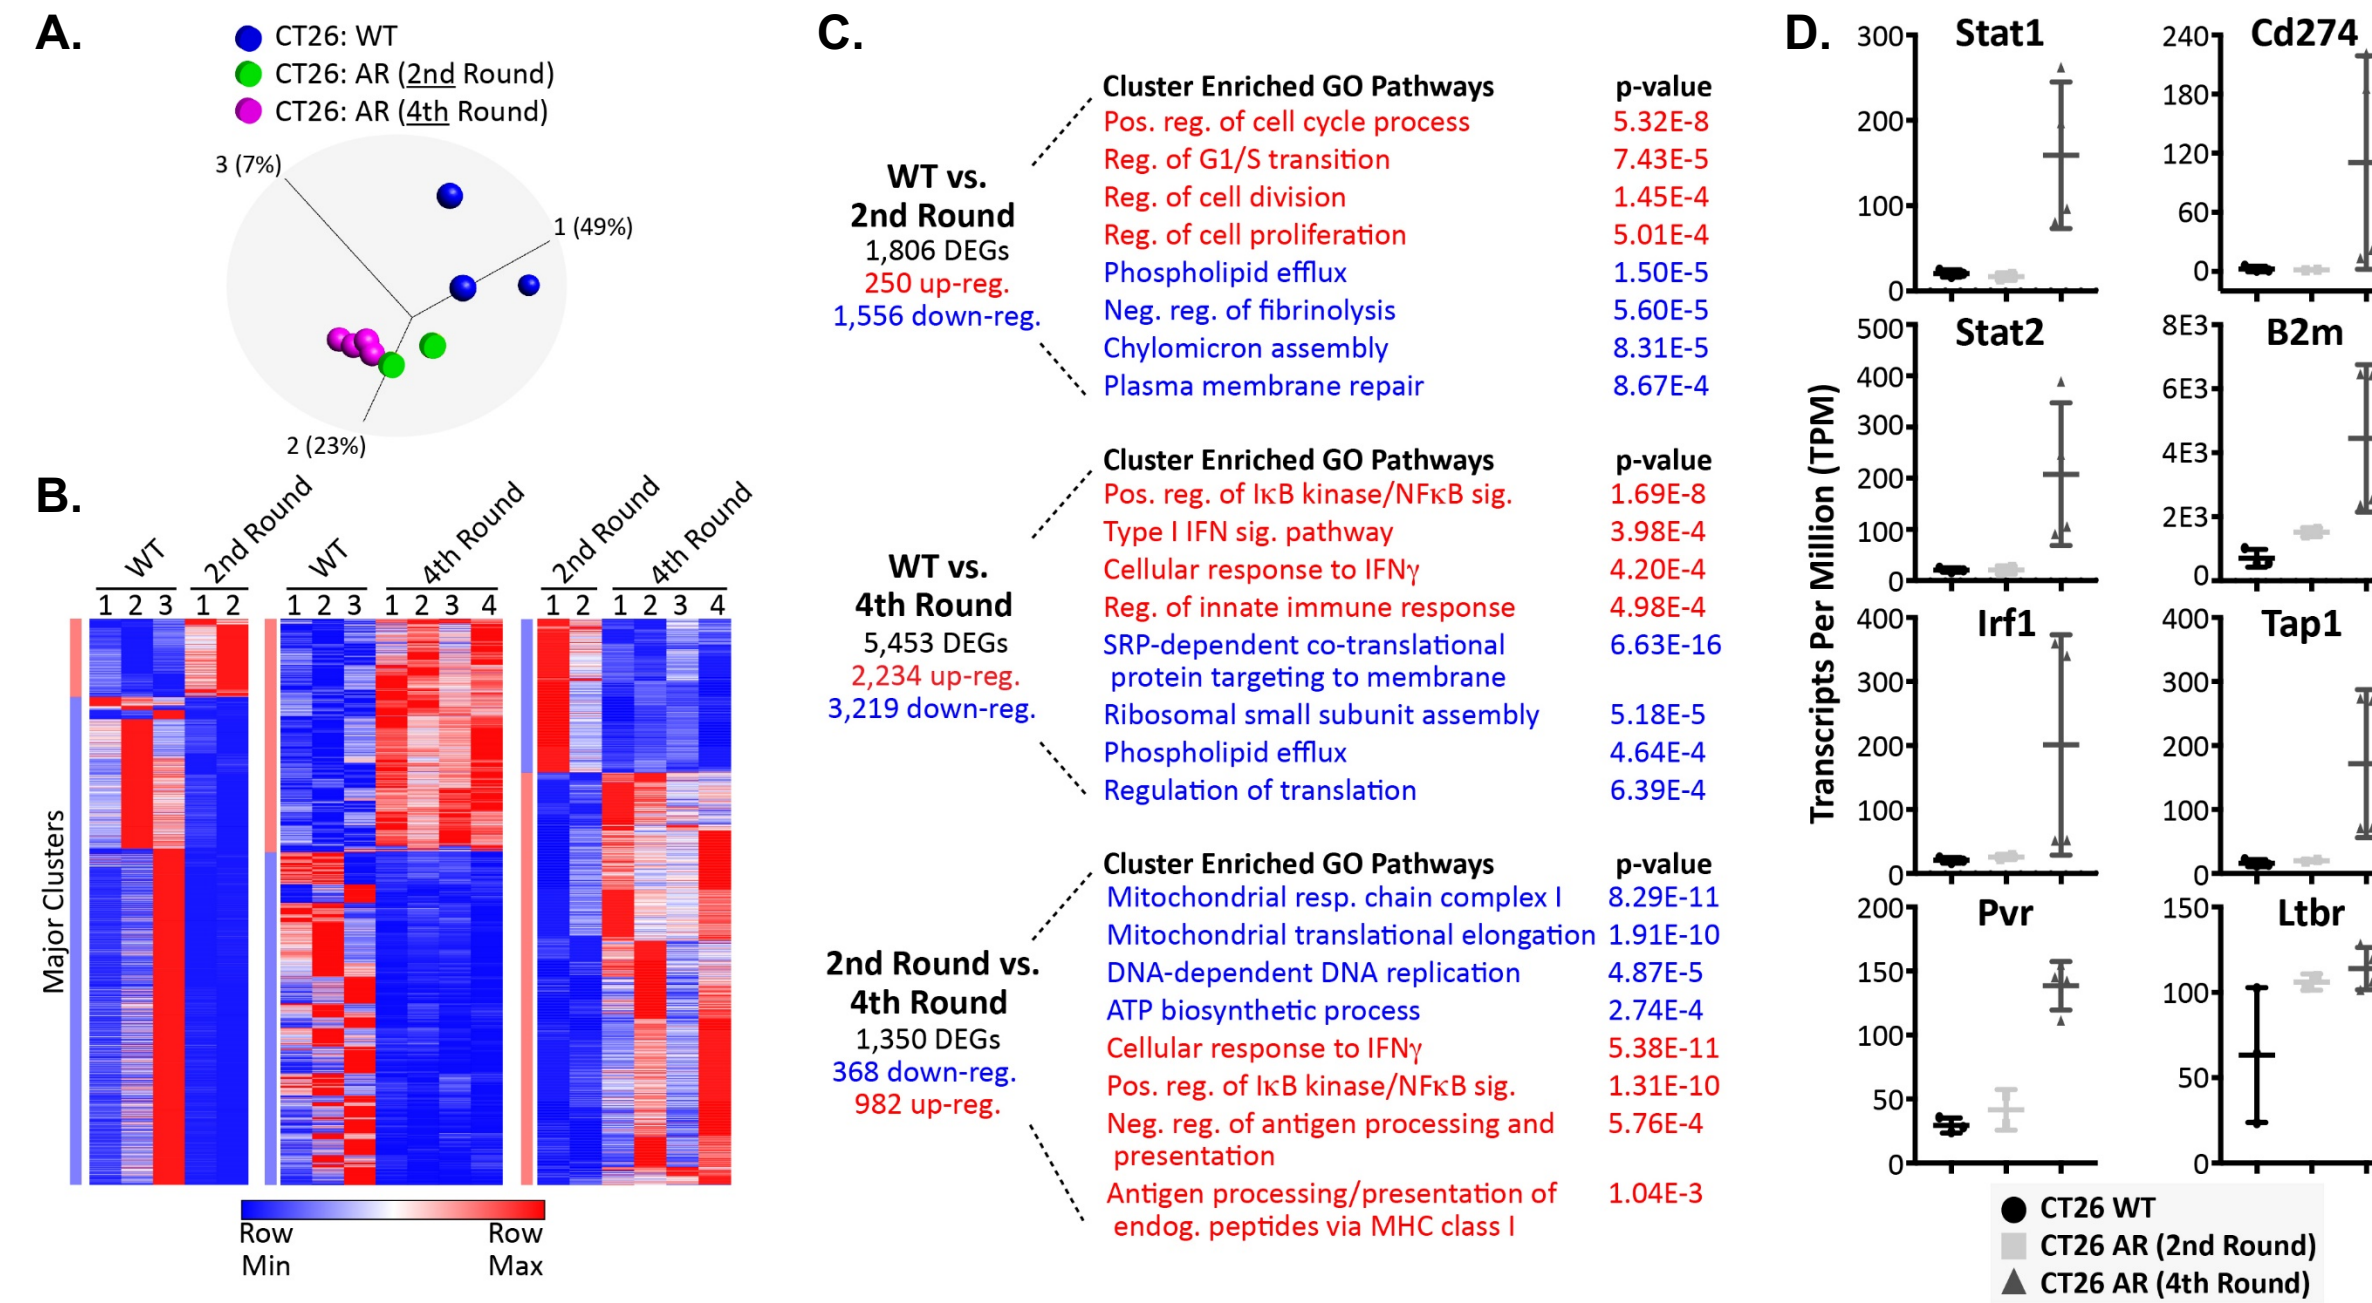 A.
CT26: WT
CT26: AR (2nd Round)
CT26: AR (4th Round)
3 (7%)
1 (49%)
2 (23%)
B.
WT
2nd Round
WT
4th Round
2nd Round
4th Round
1 2 3 1 2
1 2 3 1 2 3 4
1 2 1 2 3 4
Major Clusters
Row Min
Row Max
C.
WT vs.
2nd Round
1,806 DEGs
250 up-reg.
1,556 down-reg.
Cluster Enriched GO Pathways p-value
Pos. reg. of cell cycle process 5.32E-8
Reg. of G1/S transition 7.43E-5
Reg. of cell division 1.45E-4
Reg. of cell proliferation 5.01E-4
Phospholipid efflux 1.50E-5
Neg. reg. of fibrinolysis 5.60E-5
Chylomicron assembly 8.31E-5
Plasma membrane repair 8.67E-4
WT vs.
4th Round
5,453 DEGs
2,234 up-reg.
3,219 down-reg.
Cluster Enriched GO Pathways p-value
Pos. reg. of IκB kinase/NFκB sig. 1.69E-8
Type I IFN sig. pathway 3.98E-4
Cellular response to IFNγ 4.20E-4
Reg. of innate immune response 4.98E-4
SRP-dependent co-translational 6.63E-16
protein targeting to membrane
Ribosomal small subunit assembly 5.18E-5
Phospholipid efflux 4.64E-4
Regulation of translation 6.39E-4
2nd Round vs.
4th Round
1,350 DEGs
368 down-reg.
982 up-reg.
Cluster Enriched GO Pathways p-value
Mitochondrial resp. chain complex I 8.29E-11
Mitochondrial translational elongation 1.91E-10
DNA-dependent DNA replication 4.87E-5
ATP biosynthetic process 2.74E-4
Cellular response to IFNγ 5.38E-11
Pos. reg. of IκB kinase/NFκB sig. 1.31E-10
Neg. reg. of antigen processing and 5.76E-4
presentation
Antigen processing/presentation of 1.04E-3
endog. peptides via MHC class I
D.
Transcripts Per Million (TPM)
Stat1
300
200
100
0
Cd274
240
180
120
60
0
Stat2
500
400
300
200
100
0
B2m
8E3
6E3
4E3
2E3
0
Irf1
400
300
200
100
0
Tap1
400
300
200
100
0
Pvr
200
150
100
50
0
Ltbr
150
100
50
0
CT26 WT
CT26 AR (2nd Round)
CT26 AR (4th Round)